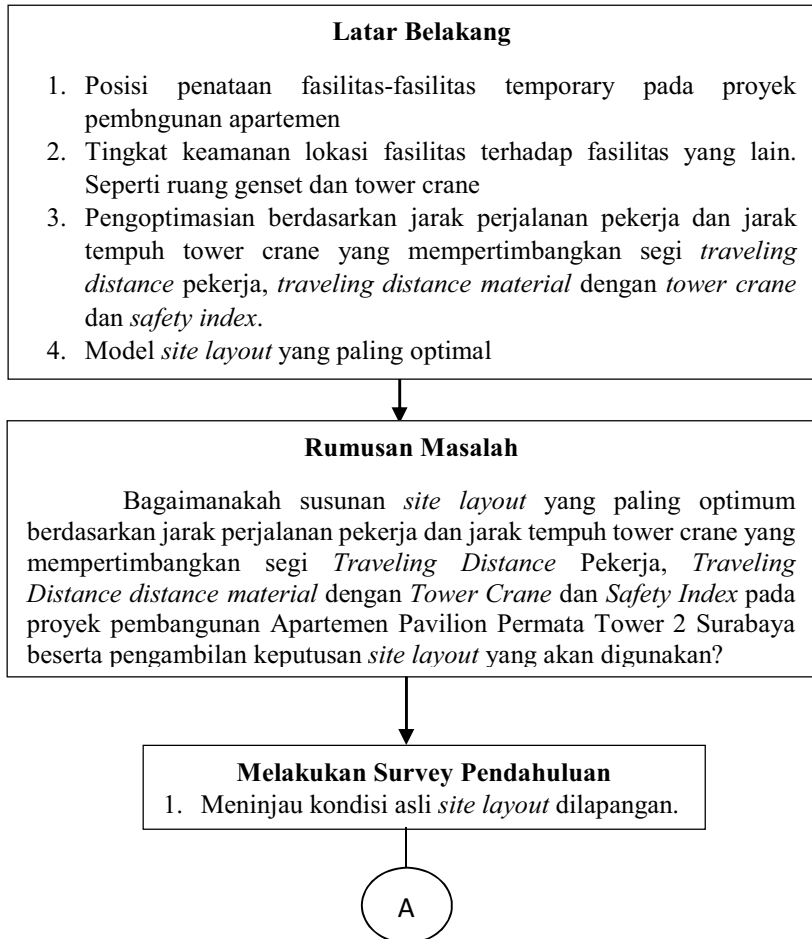 Latar Belakang
1. Posisi penataan fasilitas-fasilitas temporary pada proyek
pembngunan apartemen
2. Tingkat keamanan lokasi fasilitas terhadap fasilitas yang lain.
Seperti ruang genset dan tower crane
3. Pengoptimasian berdasarkan jarak perjalanan pekerja dan jarak
tempuh tower crane yang mempertimbangkan segi traveling
distance pekerja, traveling distance material dengan tower crane
dan safety index.
4. Model site layout yang paling optimal
Rumusan Masalah
Bagaimanakah susunan site layout yang paling optimum
berdasarkan jarak perjalanan pekerja dan jarak tempuh tower crane yang
mempertimbangkan segi Traveling Distance Pekerja, Traveling
Distance distance material dengan Tower Crane dan Safety Index pada
proyek pembangunan Apartemen Pavilion Permata Tower 2 Surabaya
beserta pengambilan keputusan site layout yang akan digunakan?
Melakukan Survey Pendahuluan
1. Meninjau kondisi asli site layout dilapangan.
A